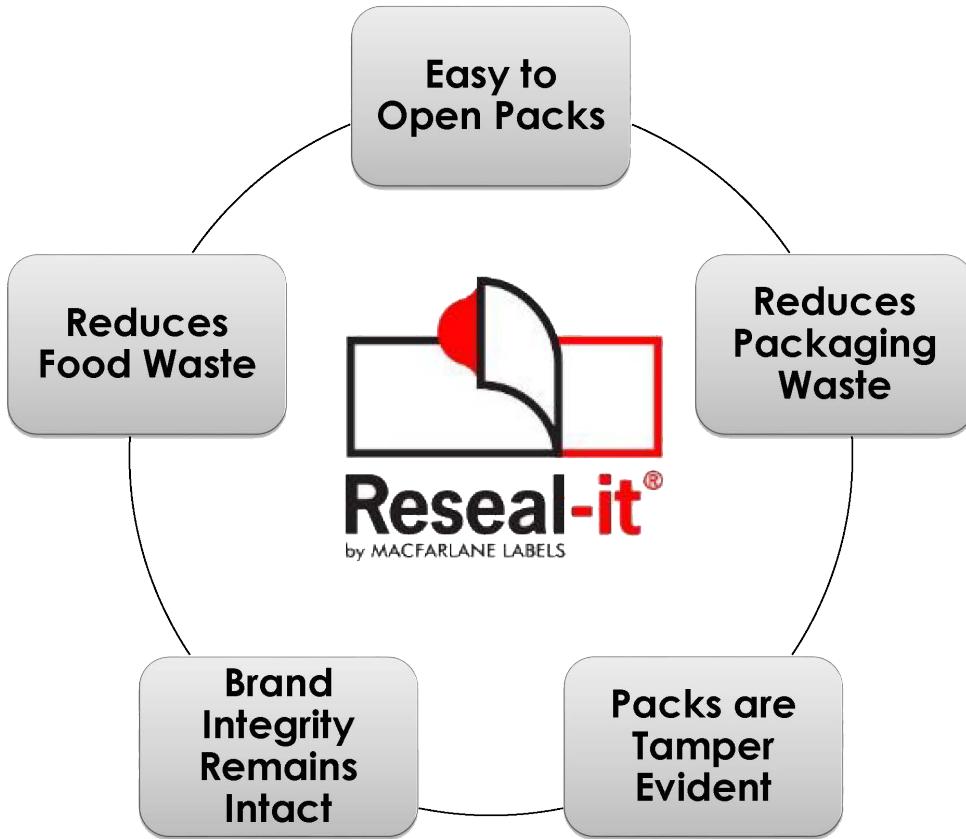 Easy to
Open Packs
Reduces
Food Waste
Reduces
Packaging
Waste
Reseal-it®
by MACFARLANE LABELS
Brand
Integrity
Remains
Intact
Packs are
Tamper
Evident